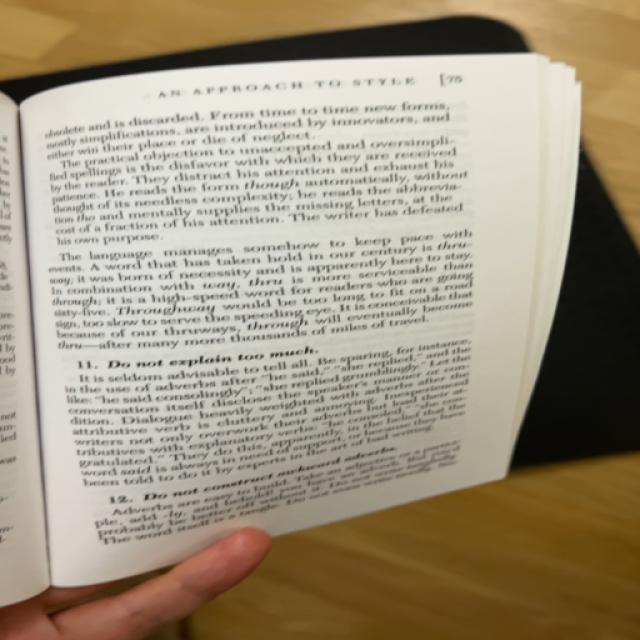 AN APPROACH TO STYLE [75
obsolete and is discarded. From time to time new forms,
mostly simplifications, are introduced by innovators, and
either win their place or die of neglect.
The practical objection to unaccepted and oversimpli-
fied spellings is the disfavor with which they are received
by the reader. They distract his attention and exhaust his
patience. He reads the form though automatically, without
thought of its needless complexity; he reads the abbrevia-
tion tho and mentally supplies the missing letters, at the
cost of a fraction of his attention. The writer has defeated
his own purpose.
The language manages somehow to keep pace with
events. A word that has taken hold in our century is thru-
way; it was born of necessity and is apparently here to stay.
In combination with way, thru is more serviceable than
through; it is a high-speed word for readers who are going
sixty-five. Throughway would be too long to fit on a road
sign, too slow to serve the speeding eye. It is conceivable that
because of our thruways, through will eventually become
thru—after many more thousands of miles of travel.
11. Do not explain too much.
It is seldom advisable to tell all. Be sparing, for instance,
in the use of adverbs after "he said," "she replied," and the
like: "he said consolingly"; "she replied grumblingly." Let the
conversation itself disclose the speaker's manner or con-
dition. Dialogue heavily weighted with adverbs after the
attributive verb is cluttery and annoying. Inexperienced
writers not only overwork their adverbs but load their at-
tributives with explanatory verbs: "he consoled," "she con-
gratulated." They do this, apparently, in the belief that the
word said is always in need of support, or because they have
been told to do it by experts in the art of bad writing.
12. Do not construct awkward adverbs.
Adverbs are easy to build. Take an adjective or a partici-
ple, add -ly, and behold! you have an adverb. But you'd
probably be better off without it. Do not write
The word itself is a